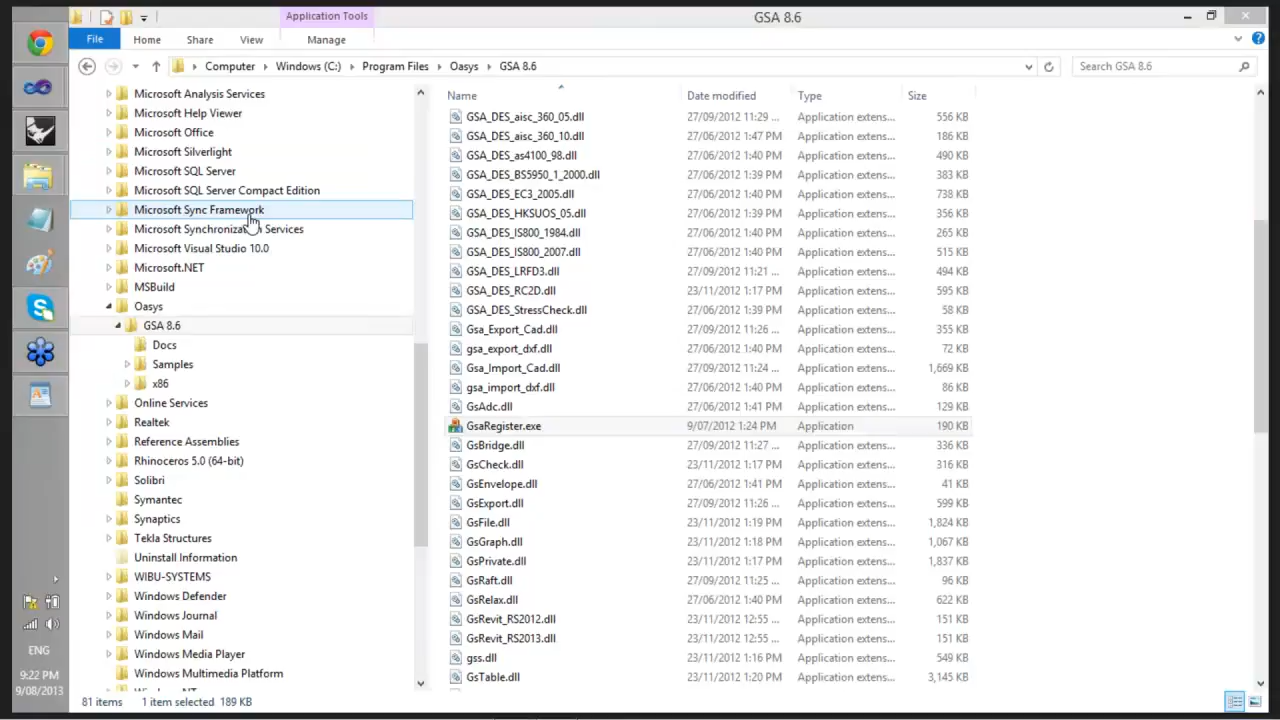 Application Tools
GSA 8.6
File Home Share View Manage
Computer Windows (C:) Program Files Oasys GSA 8.6
Search GSA 8.6
Microsoft Analysis Services
Microsoft Help Viewer
Microsoft Office
Microsoft Silverlight
Microsoft SQL Server
Microsoft SQL Server Compact Edition
Microsoft Sync Framework
Microsoft Synchronization Services
Microsoft Visual Studio 10.0
Microsoft.NET
MSBuild
Oasys
GSA 8.6
Docs
Samples
x86
Online Services
Realtek
Reference Assemblies
Rhinoceros 5.0 (64-bit)
Solibri
Symantec
Synaptics
Tekla Structures
Uninstall Information
WIBU-SYSTEMS
Windows Defender
Windows Journal
Windows Mail
Windows Media Player
Windows Multimedia Platform
Name Date modified Type Size
GSA_DES_aisc_360_05.dll 27/09/2012 11:29 ... Application extens... 556 KB
GSA_DES_aisc_360_10.dll 27/06/2012 1:47 PM Application extens... 186 KB
GSA_DES_as4100_98.dll 27/06/2012 1:40 PM Application extens... 490 KB
GSA_DES_BS5950_1_2000.dll 27/06/2012 1:39 PM Application extens... 383 KB
GSA_DES_EC3_2005.dll 27/06/2012 1:40 PM Application extens... 738 KB
GSA_DES_HKSUOS_05.dll 27/06/2012 1:40 PM Application extens... 356 KB
GSA_DES_IS800_1984.dll 27/06/2012 1:40 PM Application extens... 265 KB
GSA_DES_IS800_2007.dll 27/06/2012 1:40 PM Application extens... 515 KB
GSA_DES_LRFD3.dll 27/09/2012 11:21 ... Application extens... 494 KB
GSA_DES_RC2D.dll 23/11/2012 1:17 PM Application extens... 595 KB
GSA_DES_StressCheck.dll 27/06/2012 1:39 PM Application extens... 58 KB
Gsa_Export_Cad.dll 27/09/2012 11:26 ... Application extens... 355 KB
gsa_export_dxf.dll 27/06/2012 1:40 PM Application extens... 72 KB
Gsa_Import_Cad.dll 27/09/2012 11:24 ... Application extens... 1,669 KB
gsa_import_dxf.dll 27/06/2012 1:40 PM Application extens... 86 KB
GsAdc.dll 27/06/2012 1:41 PM Application extens... 129 KB
GsaRegister.exe 9/07/2012 1:24 PM Application 190 KB
GsBridge.dll 27/09/2012 11:27 ... Application extens... 336 KB
GsCheck.dll 23/11/2012 1:17 PM Application extens... 316 KB
GsEnvelope.dll 27/06/2012 1:41 PM Application extens... 41 KB
GsExport.dll 27/09/2012 11:26 ... Application extens... 599 KB
GsFile.dll 23/11/2012 1:19 PM Application extens... 1,824 KB
GsGraph.dll 23/11/2012 1:18 PM Application extens... 1,067 KB
GsPrivate.dll 23/11/2012 1:17 PM Application extens... 1,837 KB
GsRaft.dll 27/09/2012 11:25 ... Application extens... 96 KB
GsRelax.dll 27/06/2012 1:40 PM Application extens... 622 KB
GsRevit_RS2012.dll 23/11/2012 12:55 ... Application extens... 151 KB
GsRevit_RS2013.dll 23/11/2012 12:55 ... Application extens... 151 KB
gss.dll 23/11/2012 1:16 PM Application extens... 549 KB
GsTable.dll 23/11/2012 1:20 PM Application extens... 3,145 KB
ENG
9:22 PM
9/08/2013
81 items 1 item selected 189 KB